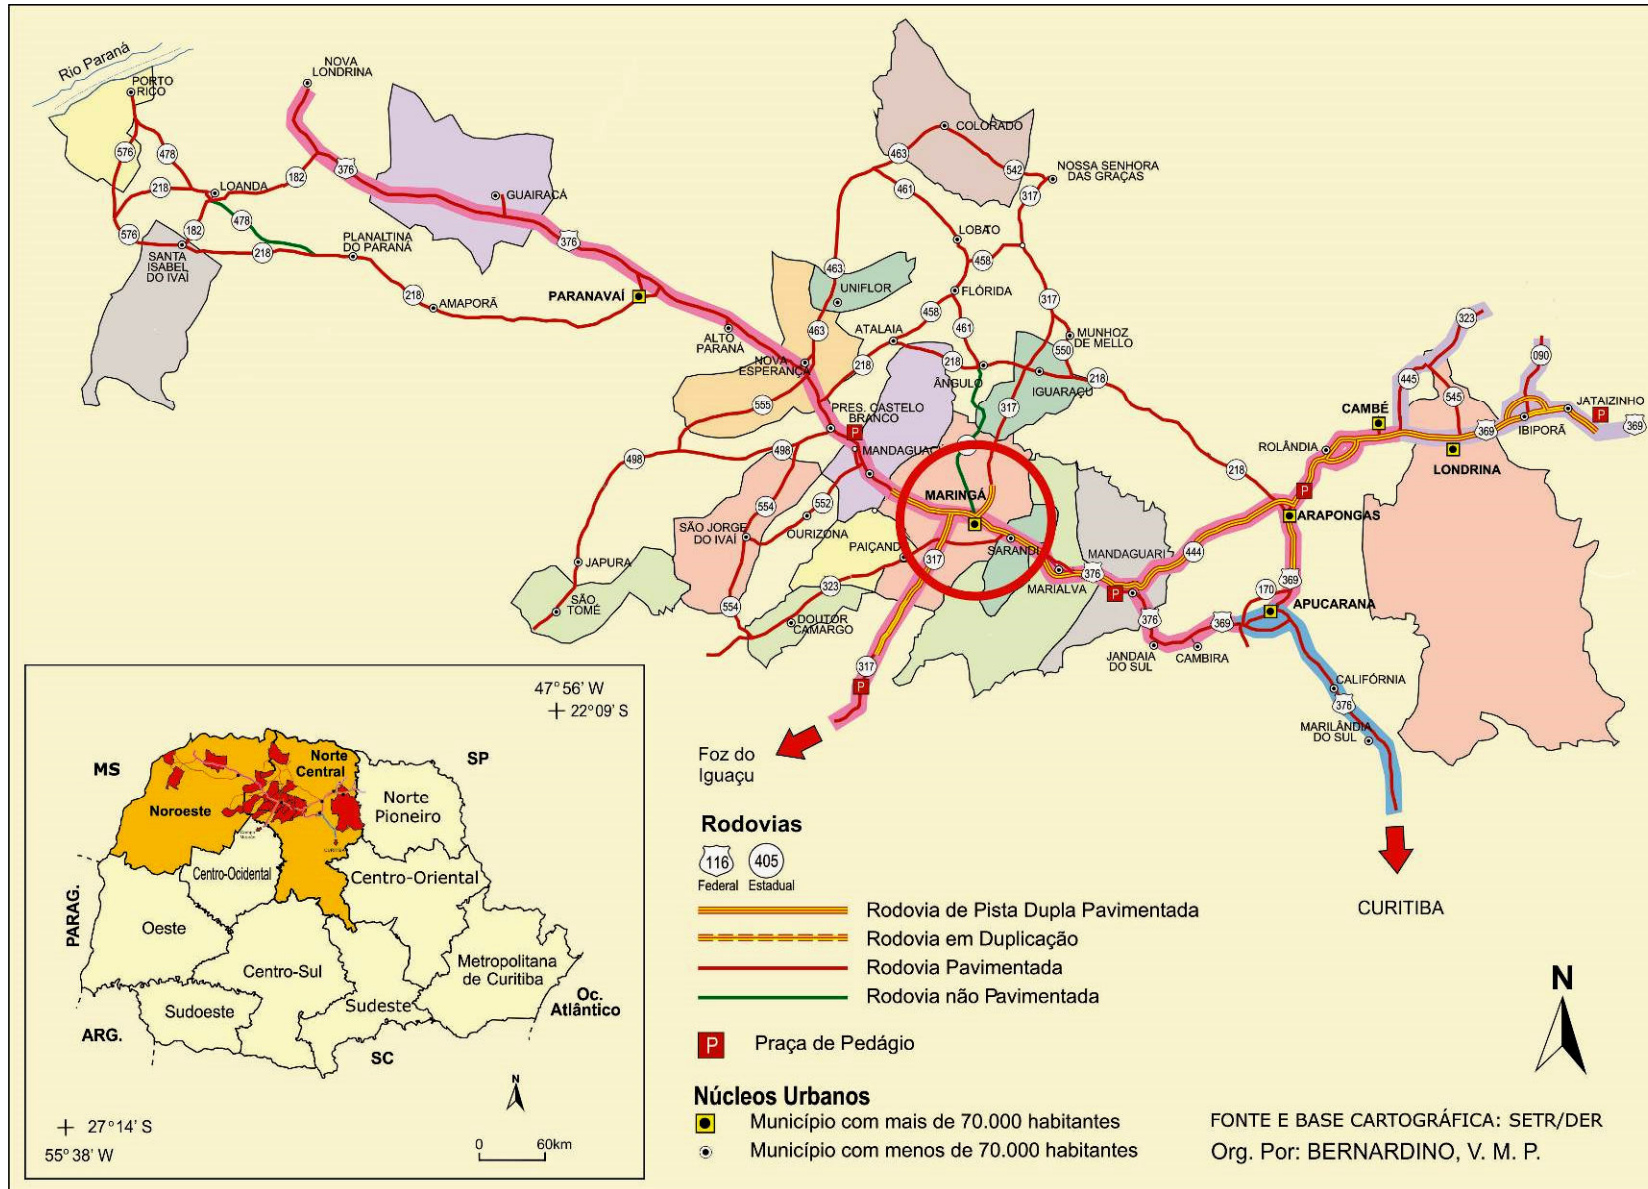 Rio Paraná
PORTO
RICO
NOVA
LONDRINA
576
478
218
LOANDA
182
376
GUAIRACÁ
478
576
182
SANTA
ISABEL
DO IVAÍ
218
PLANALTINA
DO PARANÁ
376
218
AMAPORÃ
PARANAVAÍ
ALTO
PARANÁ
COLORADO
463
542
NOSSA SENHORA
DAS GRAÇAS
461
317
LOBATO
458
463
UNIFLOR
FLÓRIDA
317
458
461
463
ATALAIA
MUNHOZ
DE MELLO
550
NOVA
ESPERANÇA
218
218
ÂNGULO
IGUARAÇU
218
555
PRES. CASTELO
BRANCO
P
317
MANDAGUAÇU
498
498
554
552
SÃO JORGE
DO IVAÍ
OURIZONA
MARINGÁ
PAIÇANDU
317
SARANDI
MARIALVA
376
MANDAGUARI
P
444
JAPURA
SÃO
TOMÉ
323
554
DOUTOR
CAMARGO
317
P
376
JANDAIA
DO SUL
CAMBIRA
369
170
369
APUCARANA
CALIFÓRNIA
376
MARILÂNDIA
DO SUL
218
ARAPONGAS
P
ROLÂNDIA
CAMBÉ
445
323
545
090
369
LONDRINA
IBIPORÃ
JATAIZINHO
P
369
Foz do
Iguaçu
CURITIBA
47° 56' W
22° 09' S
MS
SP
Norte
Central
Noroeste
Norte
Pioneiro
Centro-Ocidental
Centro-Oriental
PARAG.
Oeste
Centro-Sul
Metropolitana
de Curitiba
Sudoeste
Sudeste
Oc.
Atlântico
ARG.
SC
N
27° 14' S
55° 38' W
0 60km
Rodovias
116 405
Federal Estadual
Rodovia de Pista Dupla Pavimentada
Rodovia em Duplicação
Rodovia Pavimentada
Rodovia não Pavimentada
P Praça de Pedágio
Núcleos Urbanos
Município com mais de 70.000 habitantes
Município com menos de 70.000 habitantes
N
FONTE E BASE CARTOGRÁFICA: SETR/DER
Org. Por: BERNARDINO, V. M. P.